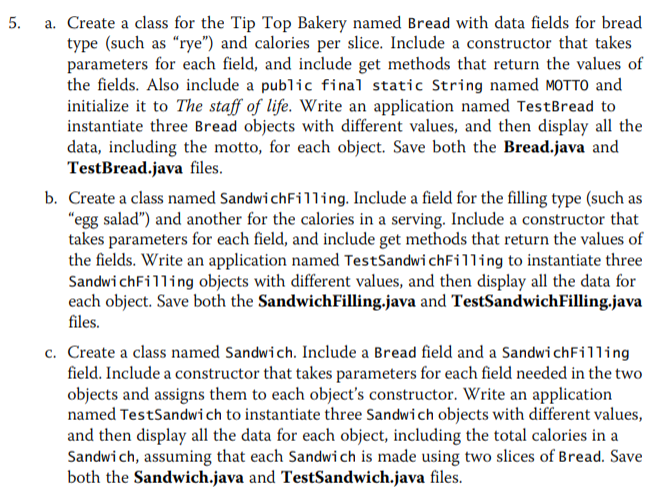 5. a. Create a class for the Tip Top Bakery named Bread with data fields for bread
type (such as “rye”) and calories per slice. Include a constructor that takes
parameters for each field, and include get methods that return the values of
the fields. Also include a public final static String named MOTTO and
initialize it to The staff of life. Write an application named TestBread to
instantiate three Bread objects with different values, and then display all the
data, including the motto, for each object. Save both the Bread.java and
TestBread.java files.
b. Create a class named SandwichFilling. Include a field for the filling type (such as
“egg salad”) and another for the calories in a serving. Include a constructor that
takes parameters for each field, and include get methods that return the values of
the fields. Write an application named TestSandwichFilling to instantiate three
SandwichFilling objects with different values, and then display all the data for
each object. Save both the SandwichFilling.java and TestSandwichFilling.java
files.
c. Create a class named Sandwich. Include a Bread field and a SandwichFilling
field. Include a constructor that takes parameters for each field needed in the two
objects and assigns them to each object’s constructor. Write an application
named TestSandwich to instantiate three Sandwich objects with different values,
and then display all the data for each object, including the total calories in a
Sandwich, assuming that each Sandwich is made using two slices of Bread. Save
both the Sandwich.java and TestSandwich.java files.